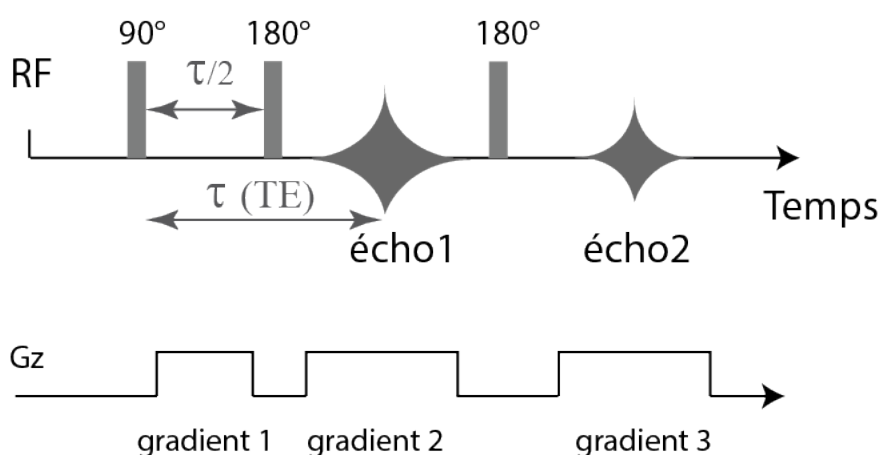 90° 180° 180°
RF
τ/2
τ (TE)
Temps
écho1 écho2
Gz
gradient 1 gradient 2 gradient 3